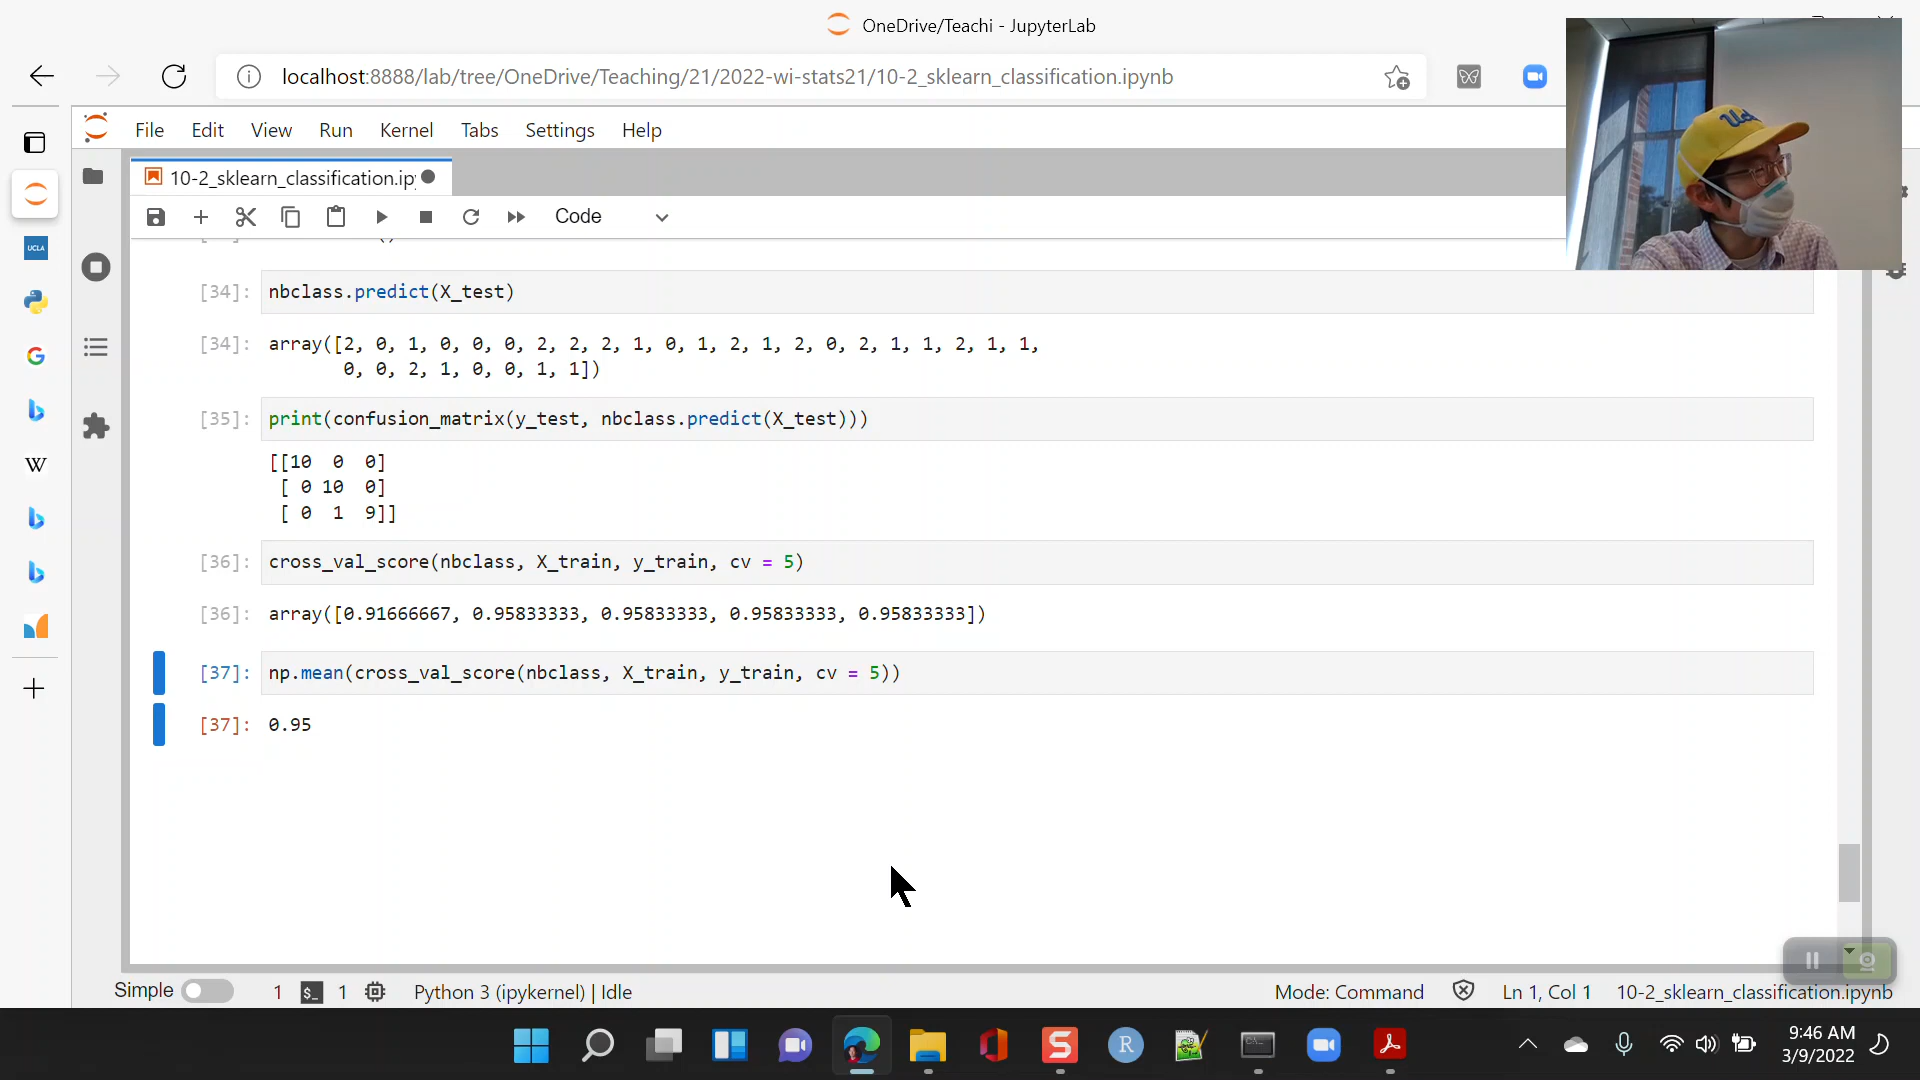 OneDrive/Teachi - JupyterLab
localhost:8888/lab/tree/OneDrive/Teaching/21/2022-wi-stats21/10-2_sklearn_classification.ipynb
File Edit View Run Kernel Tabs Settings Help
10-2_sklearn_classification.ip
Code
[34]: nbclass.predict(X_test)
[34]: array([2, 0, 1, 0, 0, 0, 2, 2, 2, 1, 0, 1, 2, 1, 2, 0, 2, 1, 1, 2, 1, 1,
0, 0, 2, 1, 0, 0, 1, 1])
[35]: print(confusion_matrix(y_test, nbclass.predict(X_test)))
[[10 0 0]
[ 0 10 0]
[ 0 1 9]]
[36]: cross_val_score(nbclass, X_train, y_train, cv = 5)
[36]: array([0.91666667, 0.95833333, 0.95833333, 0.95833333, 0.95833333])
[37]: np.mean(cross_val_score(nbclass, X_train, y_train, cv = 5))
[37]: 0.95
Simple 1 $_ 1 Python 3 (ipykernel) | Idle Mode: Command Ln 1, Col 1 10-2_sklearn_classification.ipynb
9:46 AM
3/9/2022
UCLA